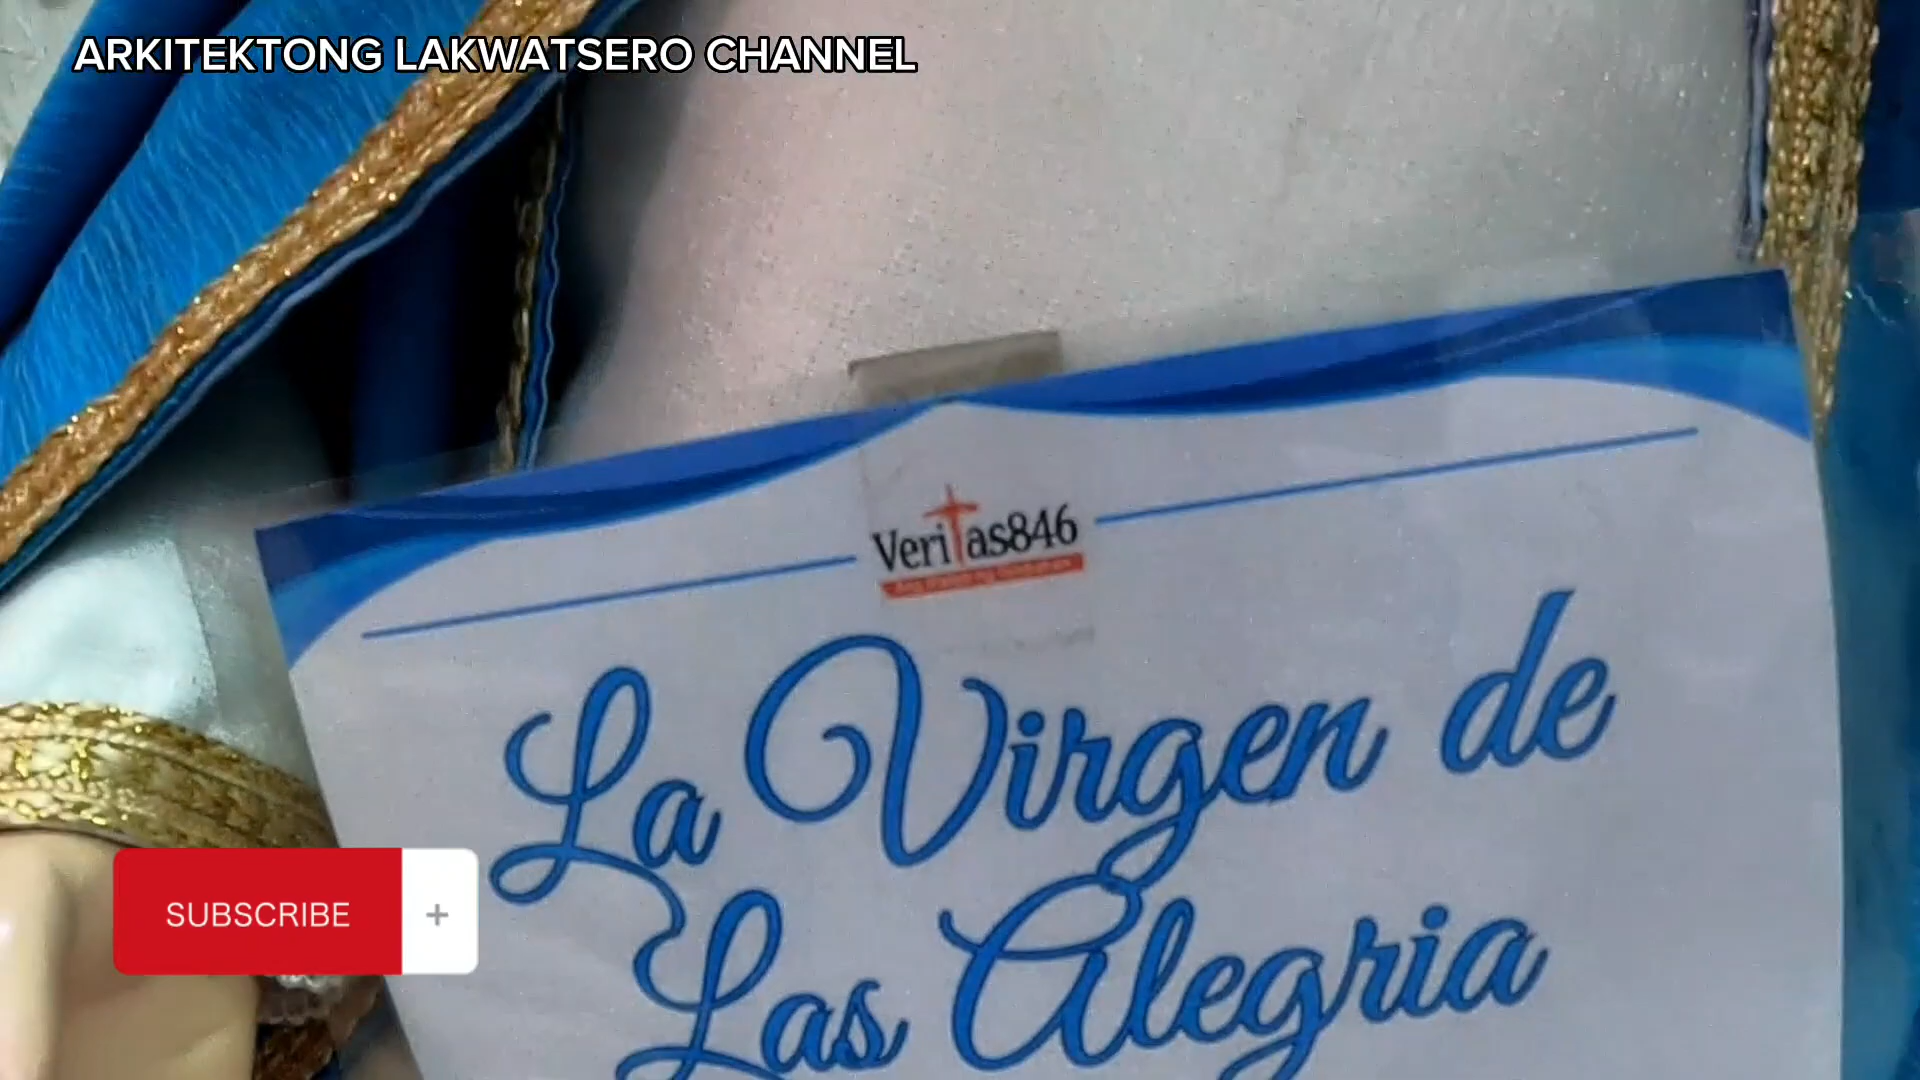 ARKITEKTONG LAKWATSERO CHANNEL
Veritas846
La Virgen de
Las Alegria
SUBSCRIBE +